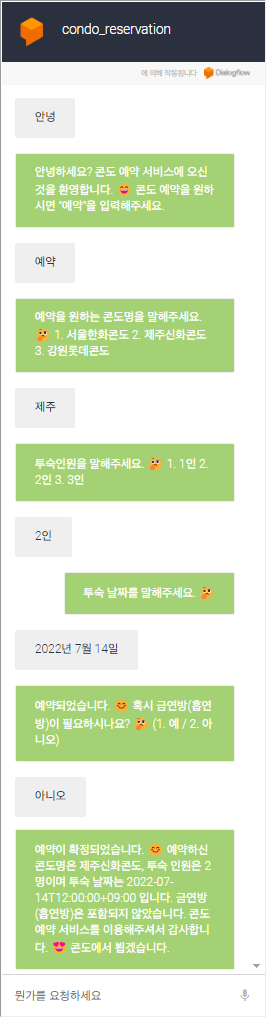 condo_reservation
에 의해 작동됩니다 Dialogflow
안녕
안녕하세요? 콘도 예약 서비스에 오신
것을 환영합니다. 😍 콘도 예약을 원하
시면 "예약"을 입력해주세요.
예약
예약을 원하는 콘도명을 말해주세요.
🤔 1. 서울한화콘도 2. 제주신화콘도
3. 강원롯데콘도
제주
투숙인원을 말해주세요. 🤔 1. 1인 2.
2인 3. 3인
2인
투숙 날짜를 말해주세요. 🤔
2022년 7월 14일
예약되었습니다. 😊 혹시 금연방(흡연
방)이 필요하시나요? 🤔 (1. 예 / 2. 아
니오)
아니오
예약이 확정되었습니다. 😊 예약하신
콘도명은 제주신화콘도, 투숙 인원은 2
명이며 투숙 날짜는 2022-07-
14T12:00:00+09:00 입니다. 금연방
(흡연방)은 포함되지 않았습니다. 콘도
예약 서비스를 이용해주셔서 감사합니
다. 😍 콘도에서 뵙겠습니다.
뭔가를 요청하세요